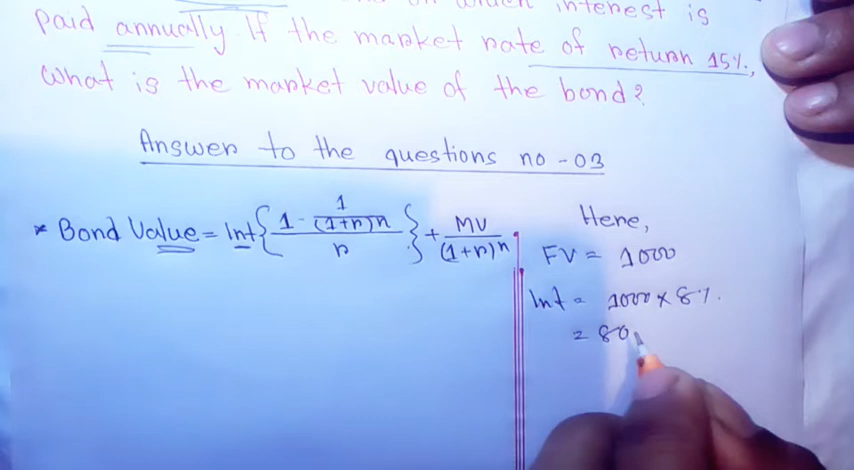 on which interest is
paid annually. If the market rate of return 15%,
what is the market value of the bond?
Answer to the questions no - 03
* Bond Value = Int { 1 - 1/(1+r)n / r } + MV/(1+r)n
Here,
FV = 1000
Int = 1000 × 8%.
= 80